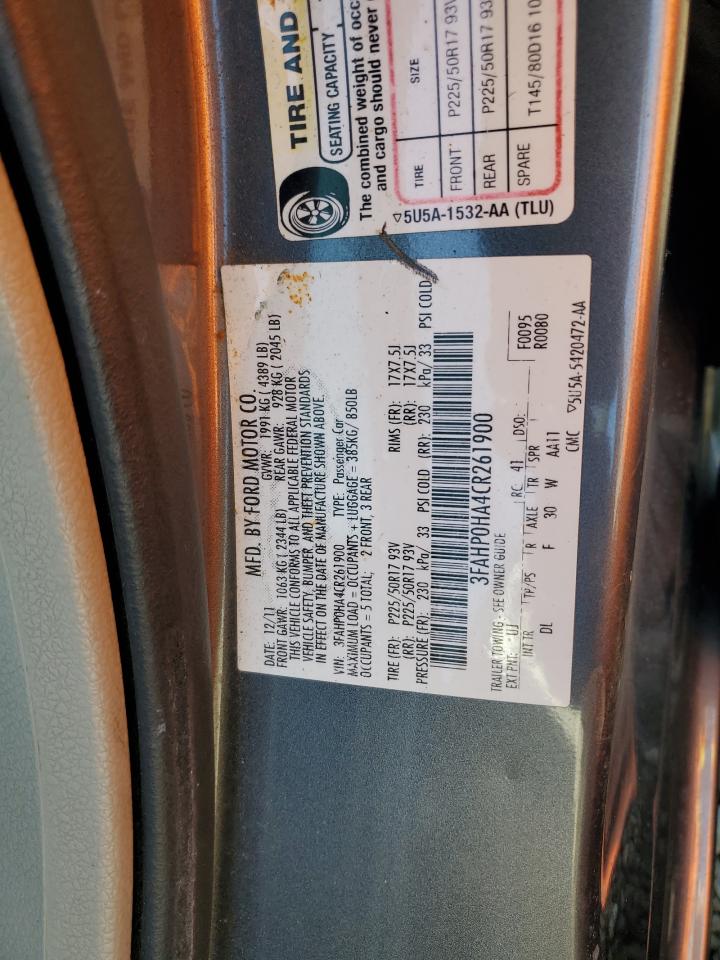 TIRE AND
SEATING CAPACITY
The combined weight of occ
and cargo should never
TIRE SIZE
FRONT P225/50R17 93V
REAR P225/50R17 93
SPARE T145/80D16 10
▽5U5A-1532-AA (TLU)
MFD. BY FORD MOTOR CO.
DATE: 12/11 GVWR: 1991-KG ( 4389 LB)
FRONT GAWR: 1063 KG ( 2344 LB) REAR GAWR: 928 KG ( 2045 LB)
THIS VEHICLE CONFORMS TO ALL APPLICABLE FEDERAL MOTOR
VEHICLE SAFETY, BUMPER, AND THEFT PREVENTION STANDARDS
IN EFFECT ON THE DATE OF MANUFACTURE SHOWN ABOVE.
VIN: 3FAHP0HA4CR261900 TYPE: Passenger Car
MAXIMUM LOAD = OCCUPANTS + LUGGAGE = 385KG/ 850LB
OCCUPANTS = 5 TOTAL; 2 FRONT, 3 REAR
TIRE (FR): P225/50R17 93V RIMS (FR): 17X7.5J
(RR): P225/50R17 93V (RR): 17X7.5J
PRESSURE (FR): 230 kPa/ 33 PSI COLD (RR): 230 kPa/ 33 PSI COLD
3FAHP0HA4CR261900
TRAILER TOWING - SEE OWNER GUIDE F0095
EXT PNT: UJ RC: 41 DSO: R0080
INT TR TP/PS R AXLE TR SPR
DL F 30 W AA11
CMC ▽5U5A-5420472-AA